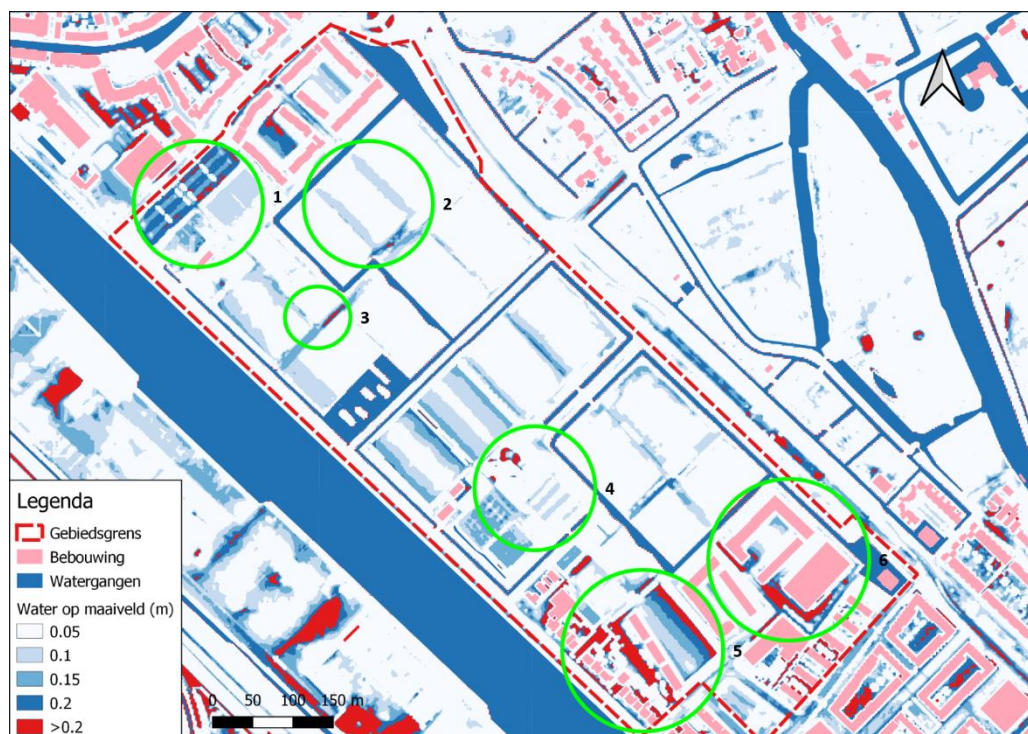 1
2
3
4
5
6
Legenda
Gebiedsgrens
Bebouwing
Watergangen
Water op maaiveld (m)
0.05
0.1
0.15
0.2
>0.2
0 50 100 150 m